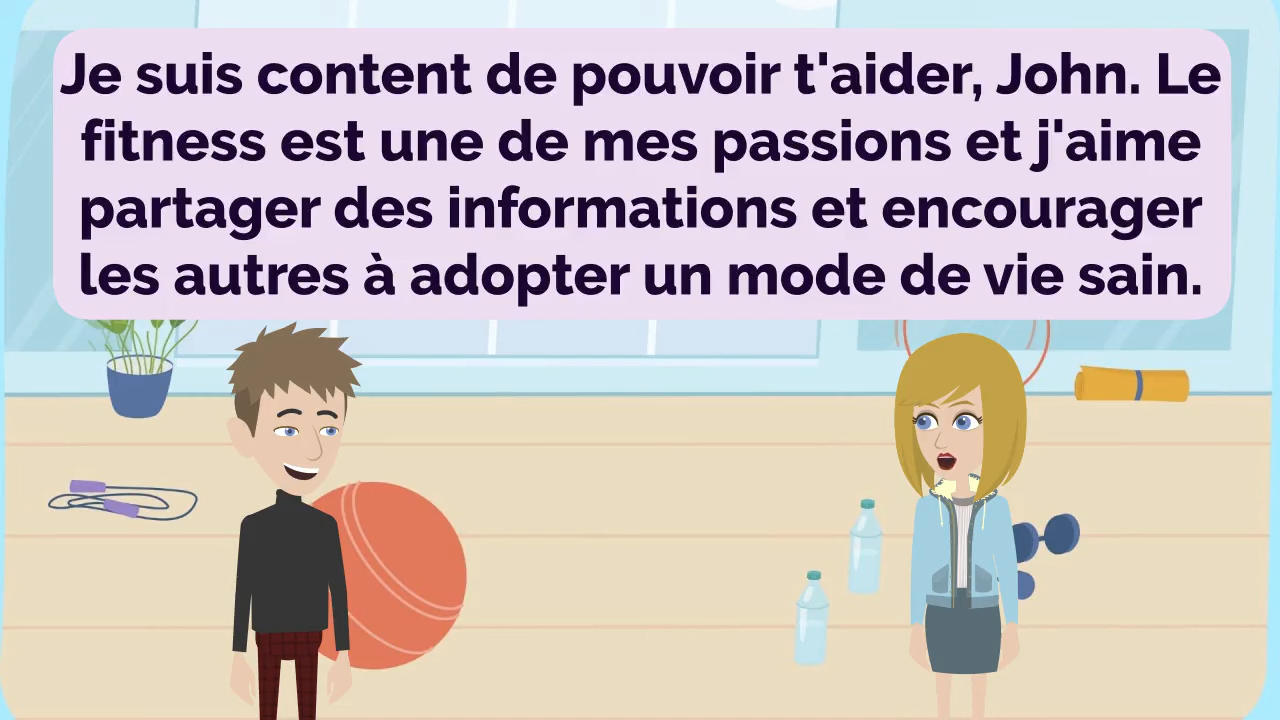 Je suis content de pouvoir t'aider, John. Le
fitness est une de mes passions et j'aime
partager des informations et encourager
les autres à adopter un mode de vie sain.